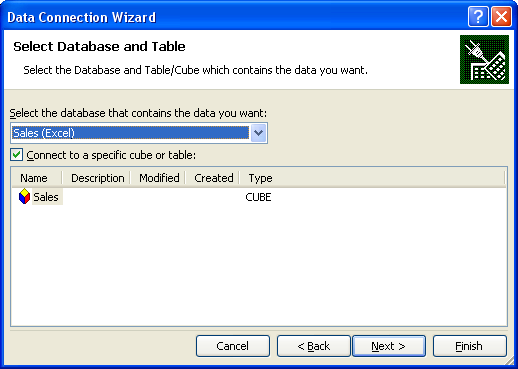 Data Connection Wizard
Select Database and Table
Select the Database and Table/Cube which contains the data you want.
Select the database that contains the data you want:
Sales (Excel)
Connect to a specific cube or table:
Name Description Modified Created Type
Sales CUBE
Cancel < Back Next > Finish